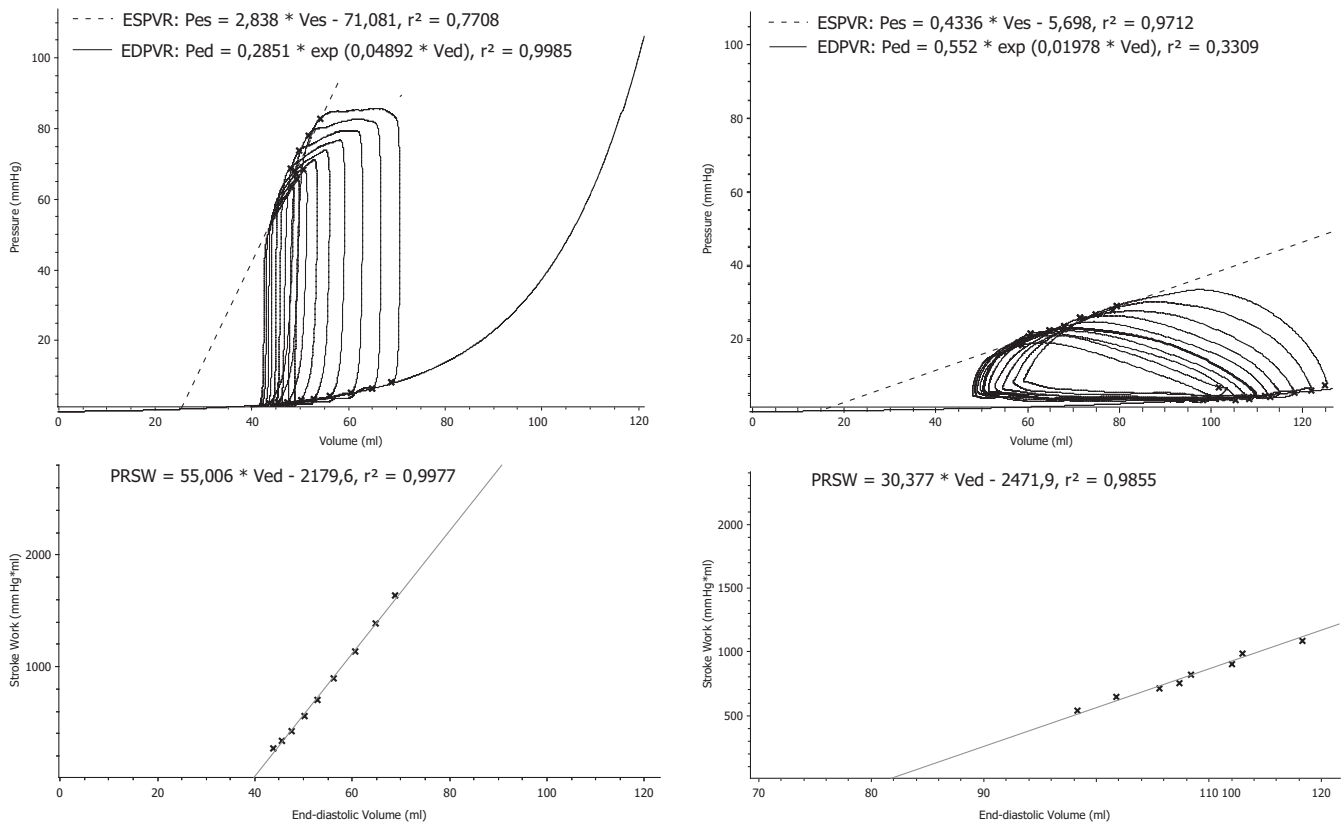 ESPVR: Pes = 2,838 * Ves - 71,081, r² = 0,7708
EDPVR: Ped = 0,2851 * exp (0,04892 * Ved), r² = 0,9985
100
80
60
40
20
Pressure (mmHg)
0 20 40 60 80 100 120
Volume (ml)
ESPVR: Pes = 0,4336 * Ves - 5,698, r² = 0,9712
EDPVR: Ped = 0,552 * exp (0,01978 * Ved), r² = 0,3309
100
80
60
40
20
0
Pressure (mmHg)
0 20 40 50 60 80 100 120
Volume (ml)
PRSW = 55,006 * Ved - 2179,6, r² = 0,9977
2000
1000
Stroke Work (mmHg*ml)
0 20 40 60 80 100 120
End-diastolic Volume (ml)
PRSW = 30,377 * Ved - 2471,9, r² = 0,9855
2000
1500
1000
500
Stroke Work (mmHg*ml)
70 80 90 110 100 120
End-diastolic Volume (ml)